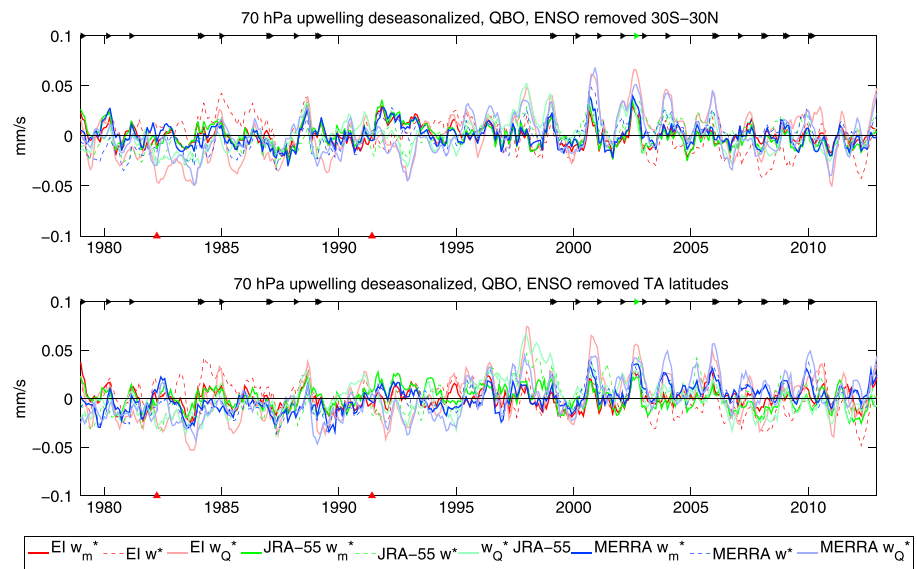 70 hPa upwelling deseasonalized, QBO, ENSO removed 30S−30N
0.1
0.05
0
−0.05
−0.1
mm/s
1980 1985 1990 1995 2000 2005 2010
70 hPa upwelling deseasonalized, QBO, ENSO removed TA latitudes
0.1
0.05
0
−0.05
−0.1
mm/s
1980 1985 1990 1995 2000 2005 2010
EI w_m* EI w* EI w_Q* JRA−55 w_m* JRA−55 w* w_Q* JRA−55 MERRA w_m* MERRA w* MERRA w_Q*